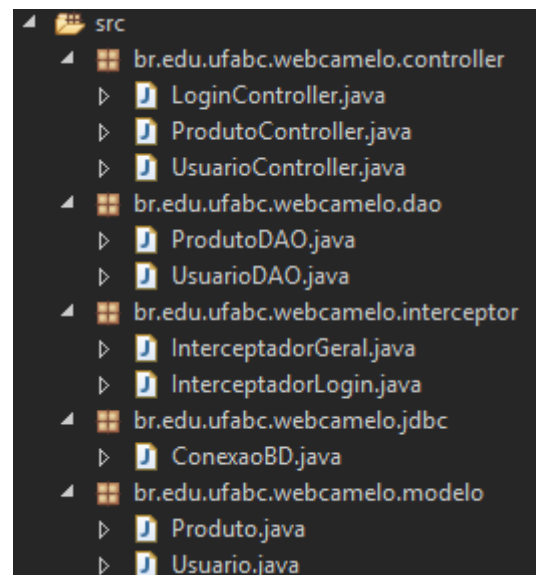 src
br.edu.ufabc.webcamelo.controller
LoginController.java
ProdutoController.java
UsuarioController.java
br.edu.ufabc.webcamelo.dao
ProdutoDAO.java
UsuarioDAO.java
br.edu.ufabc.webcamelo.interceptor
InterceptadorGeral.java
InterceptadorLogin.java
br.edu.ufabc.webcamelo.jdbc
ConexaoBD.java
br.edu.ufabc.webcamelo.modelo
Produto.java
Usuario.java